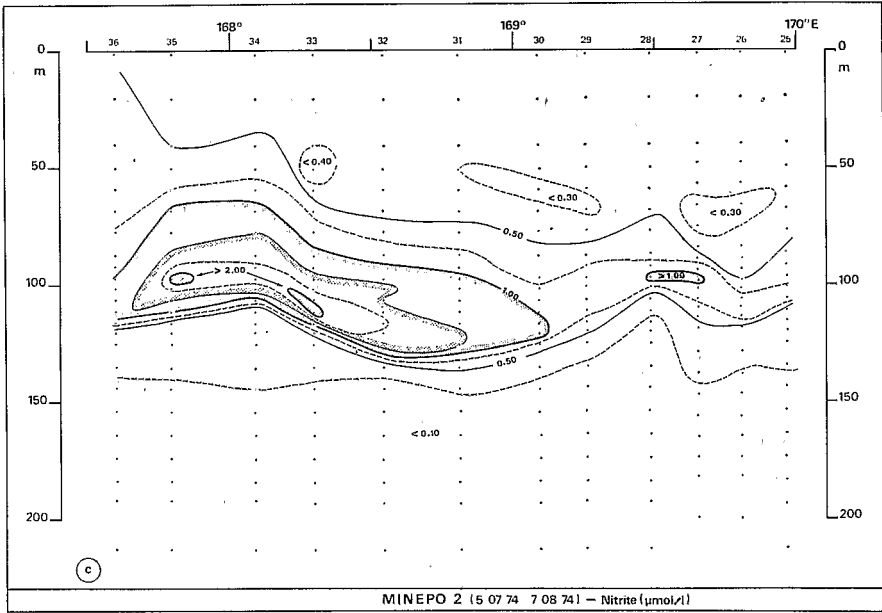 168° 169° 170° E
0 36 35 34 33 32 31 30 29 28 27 26 25 0
m m
50 <0.40 50
<0.30
<0.30
0.50
100 > 2.00 >1.00 100
1.00
0.50
150 150
<0.10
200 200
C
MINEPO 2 (5 07 74 7 08 74) — Nitrite (µmol/l)